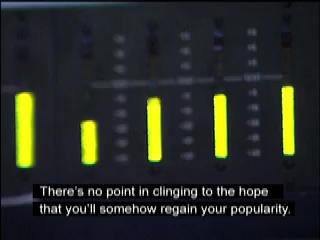 There's no point in clinging to the hope
that you'll somehow regain your popularity.